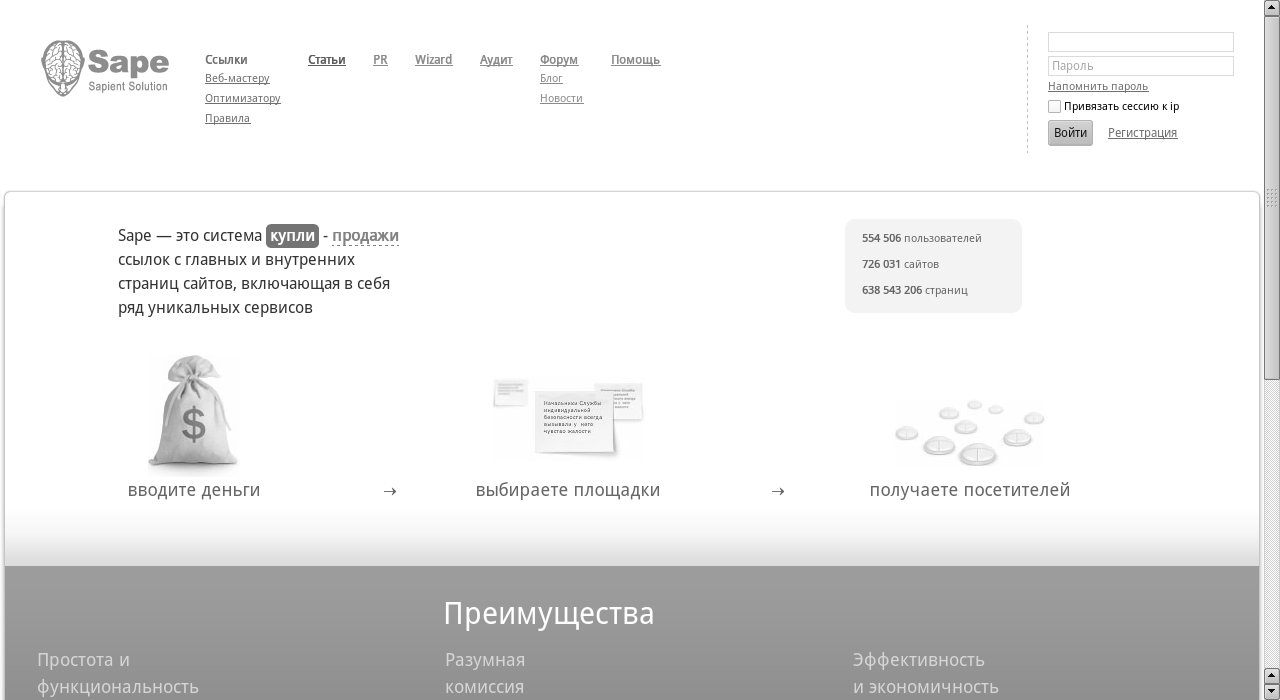 Sape
Sapient Solution
Ссылки
Веб-мастеру
Оптимизатору
Правила
Статьи
PR
Wizard
Аудит
Форум
Блог
Новости
Помощь
Пароль
Напомнить пароль
Привязать сессию к ip
Войти Регистрация
Sape — это система купли - продажи
ссылок с главных и внутренних
страниц сайтов, включающая в себя
ряд уникальных сервисов
554 506 пользователей
726 031 сайтов
638 543 206 страниц
$
Начальники Службы
индивидуальной
безопасности всегда
вызывали у него
чувство жалости
вводите деньги → выбираете площадки → получаете посетителей
Преимущества
Простота и
функциональность
Разумная
комиссия
Эффективность
и экономичность